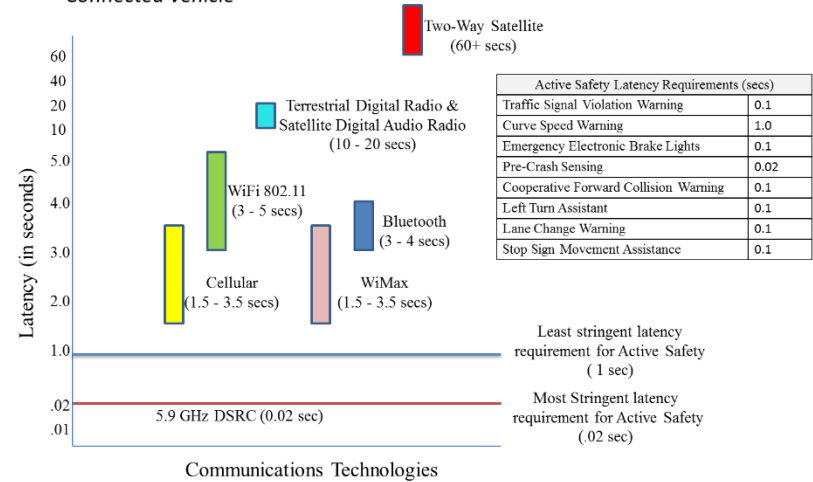 Connected Vehicle
Two-Way Satellite
(60+ secs)
60
40
20
10
5.0
4.0
3.0
2.0
1.0
.02
.01
Latency (in seconds)
Terrestrial Digital Radio &
Satellite Digital Audio Radio
(10 - 20 secs)
WiFi 802.11
(3 - 5 secs)
Bluetooth
(3 - 4 secs)
Cellular
(1.5 - 3.5 secs)
WiMax
(1.5 - 3.5 secs)
Active Safety Latency Requirements (secs)
Traffic Signal Violation Warning 0.1
Curve Speed Warning 1.0
Emergency Electronic Brake Lights 0.1
Pre-Crash Sensing 0.02
Cooperative Forward Collision Warning 0.1
Left Turn Assistant 0.1
Lane Change Warning 0.1
Stop Sign Movement Assistance 0.1
Least stringent latency
requirement for Active Safety
( 1 sec)
Most Stringent latency
requirement for Active Safety
(.02 sec)
5.9 GHz DSRC (0.02 sec)
Communications Technologies